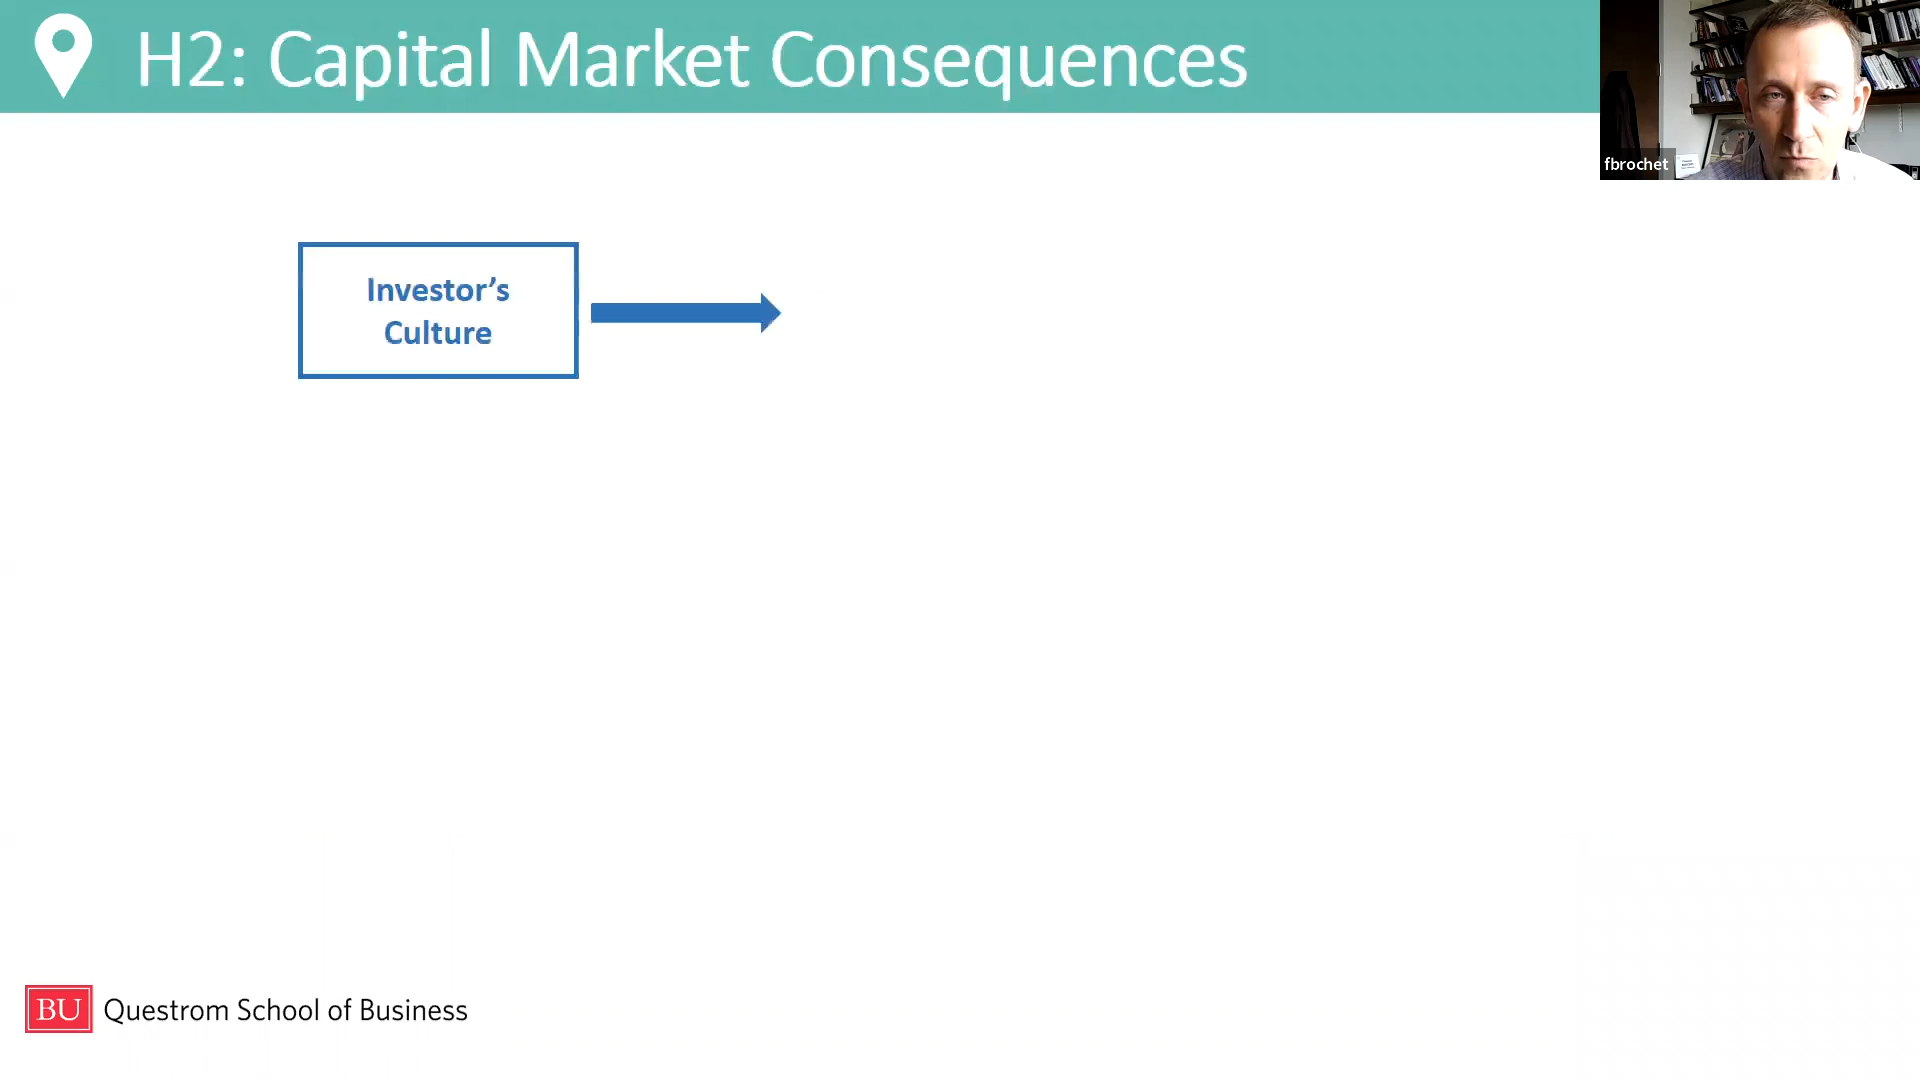 H2: Capital Market Consequences
fbrochet
Investor's
Culture
BU Questrom School of Business